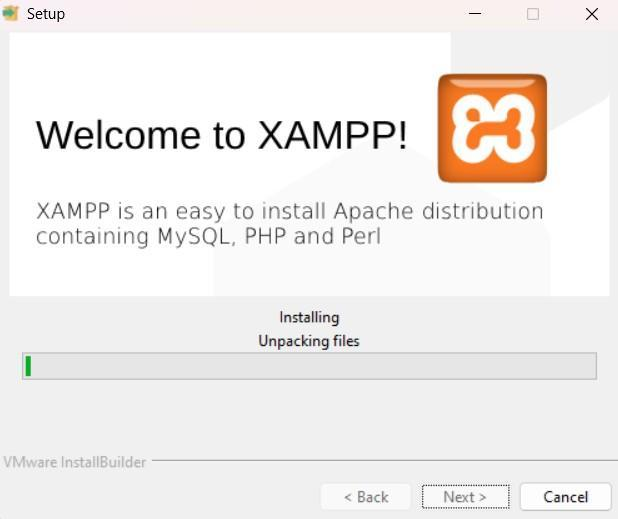 Setup
Welcome to XAMPP!
XAMPP is an easy to install Apache distribution
containing MySQL, PHP and Perl
Installing
Unpacking files
VMware InstallBuilder
< Back
Next >
Cancel